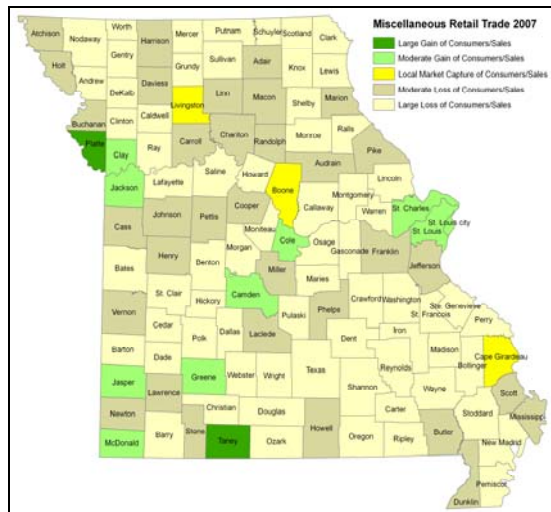 Miscellaneous Retail Trade 2007
Large Gain of Consumers/Sales
Moderate Gain of Consumers/Sales
Local Market Capture of Consumers/Sales
Moderate Loss of Consumers/Sales
Large Loss of Consumers/Sales
Atchison
Nodaway
Worth
Harrison
Mercer
Putnam
Schuyler
Scotland
Clark
Gentry
Sullivan
Adair
Knox
Lewis
Holt
Andrew
DeKalb
Daviess
Grundy
Linn
Macon
Shelby
Marion
Buchanan
Clinton
Caldwell
Livingston
Chariton
Randolph
Monroe
Ralls
Pike
Platte
Clay
Ray
Carroll
Audrain
Jackson
Lafayette
Saline
Howard
Boone
Callaway
Montgomery
Lincoln
Warren
St. Charles
St. Louis city
St. Louis
Cass
Johnson
Pettis
Cooper
Moniteau
Cole
Osage
Gasconade
Franklin
Jefferson
Bates
Henry
Benton
Morgan
Miller
Maries
St. Clair
Hickory
Camden
Pulaski
Phelps
Crawford
Washington
Ste. Genevieve
St. Francois
Perry
Vernon
Cedar
Polk
Dallas
Laclede
Dent
Iron
Madison
Bollinger
Cape Girardeau
Barton
Dade
Greene
Webster
Wright
Texas
Shannon
Reynolds
Wayne
Scott
Jasper
Lawrence
Christian
Douglas
Howell
Carter
Butler
Stoddard
Mississippi
Newton
McDonald
Barry
Stone
Taney
Ozark
Oregon
Ripley
New Madrid
Pemiscot
Dunklin